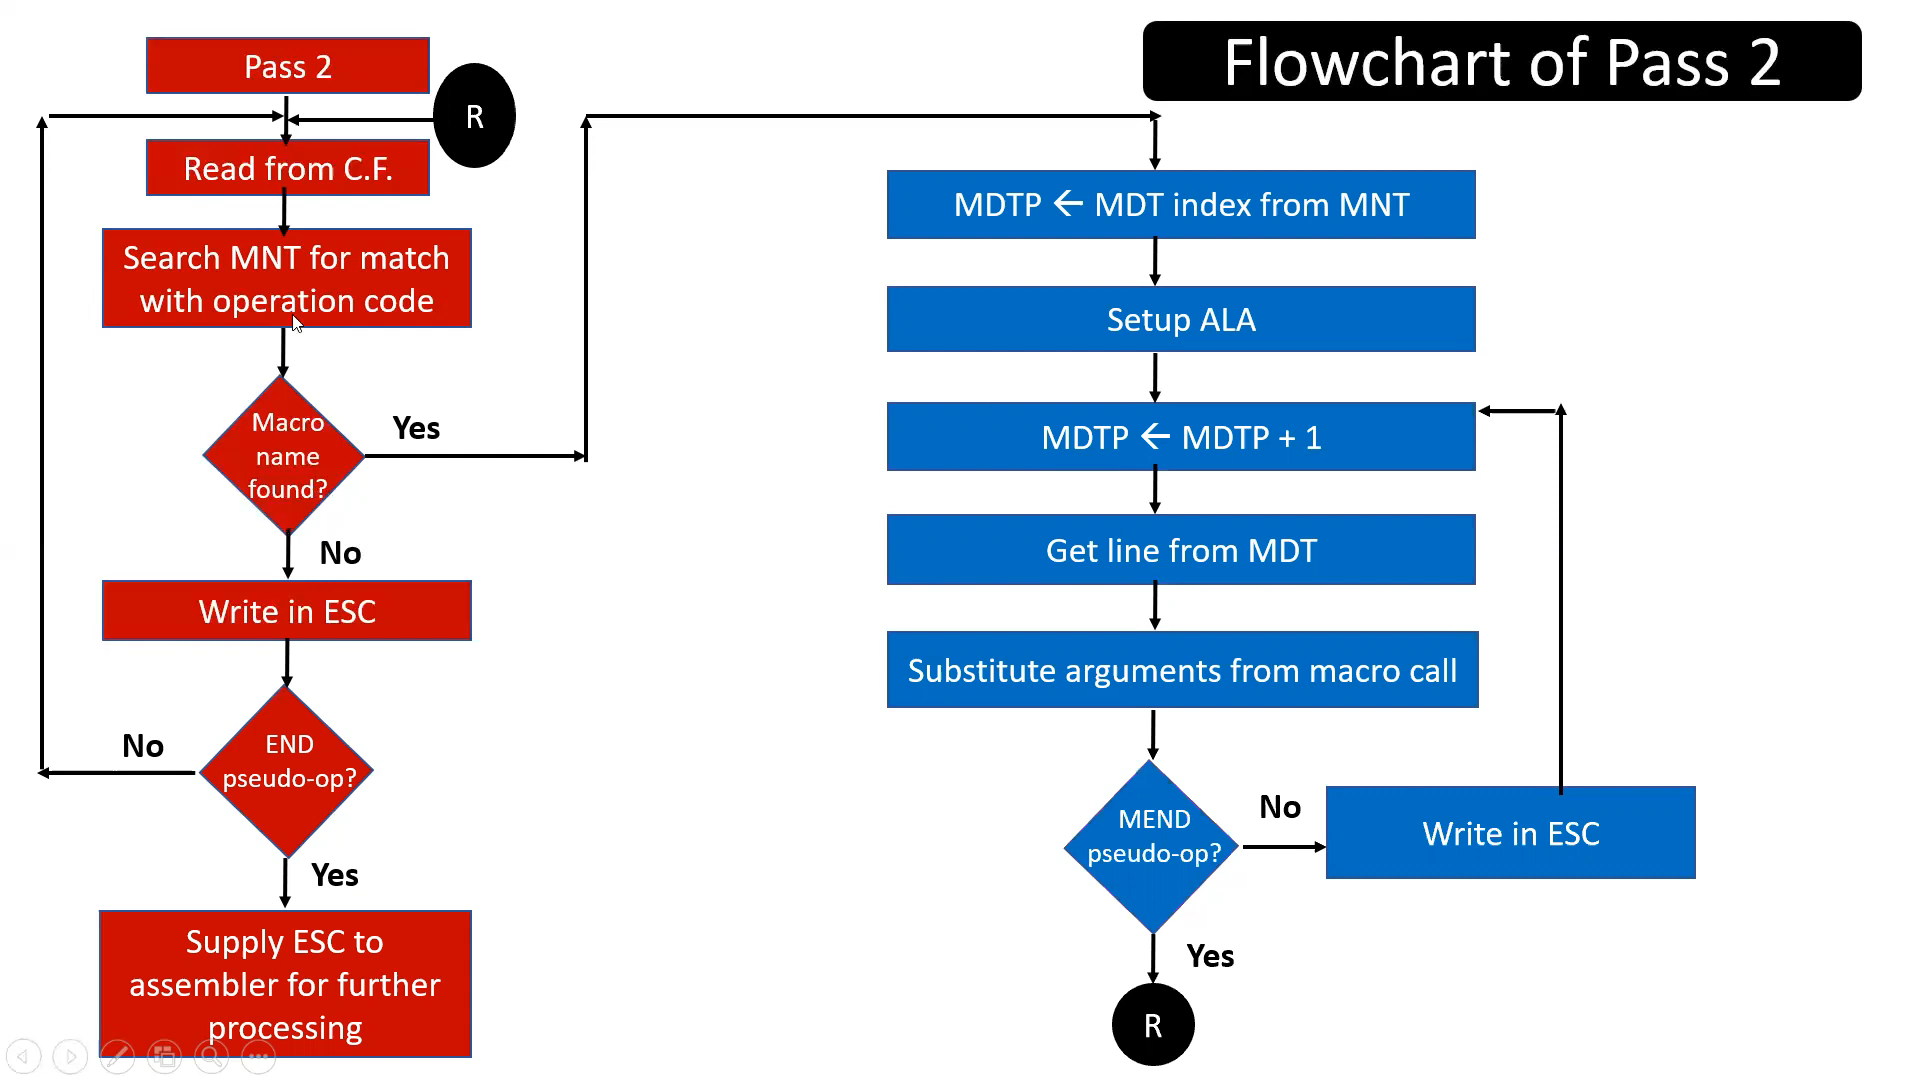 Flowchart of Pass 2
Pass 2
R
Read from C.F.
Search MNT for match
with operation code
Macro
name
found?
Yes
No
Write in ESC
END
pseudo-op?
No
Yes
Supply ESC to
assembler for further
processing
MDTP ← MDT index from MNT
Setup ALA
MDTP ← MDTP + 1
Get line from MDT
Substitute arguments from macro call
MEND
pseudo-op?
No
Write in ESC
Yes
R